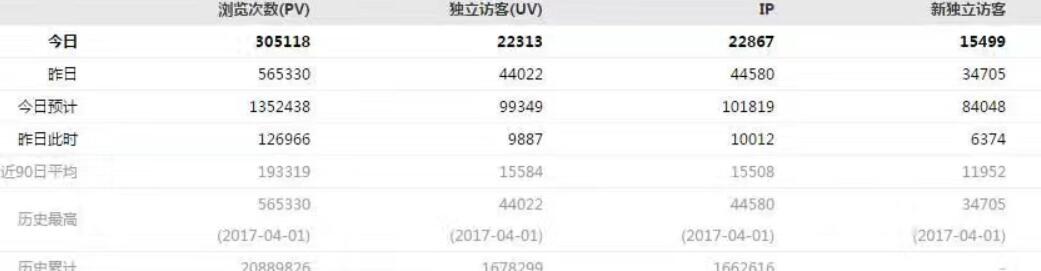 浏览次数(PV) 独立访客(UV) IP 新独立访客
今日 305118 22313 22867 15499
昨日 565330 44022 44580 34705
今日预计 1352438 99349 101819 84048
昨日此时 126966 9887 10012 6374
近90日平均 193319 15584 15508 11952
历史最高 565330 44022 44580 34705
(2017-04-01) (2017-04-01) (2017-04-01) (2017-04-01)
历史累计 20889826 1678299 1662616 -